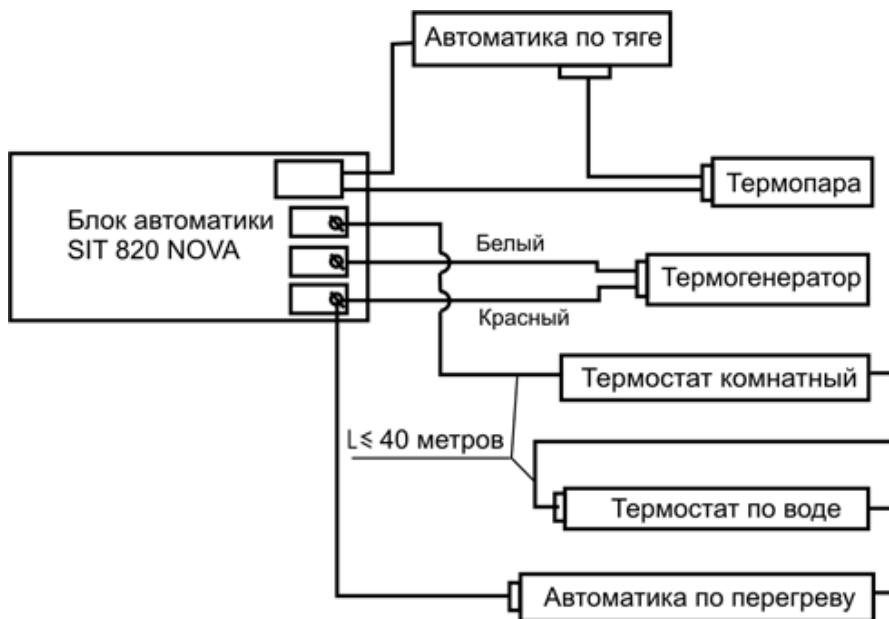 Автоматика по тяге
Термопара
Блок автоматики
SIT 820 NOVA
Белый
Термогенератор
Красный
Термостат комнатный
L≤ 40 метров
Термостат по воде
Автоматика по перегреву